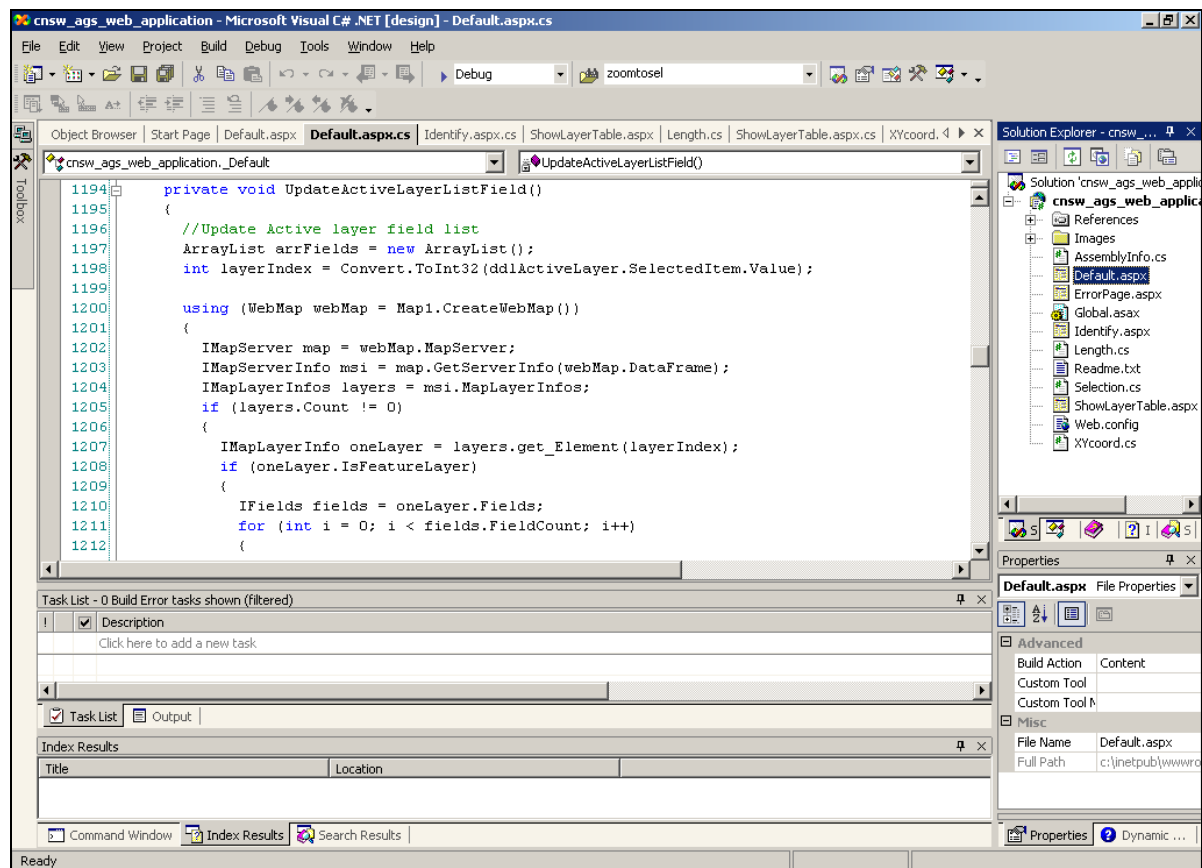 cnsw_ags_web_application - Microsoft Visual C# .NET [design] - Default.aspx.cs
File Edit View Project Build Debug Tools Window Help
Debug zoomtosel
Object Browser Start Page Default.aspx Default.aspx.cs Identify.aspx.cs ShowLayerTable.aspx Length.cs ShowLayerTable.aspx.cs XYcoord.
cnsw_ags_web_application._Default UpdateActiveLayerListField()
Toolbox
1194 private void UpdateActiveLayerListField()
1195 {
1196 //Update Active layer field list
1197 ArrayList arrFields = new ArrayList();
1198 int layerIndex = Convert.ToInt32(ddlActiveLayer.SelectedItem.Value);
1199
1200 using (WebMap webMap = Map1.CreateWebMap())
1201 {
1202 IMapServer map = webMap.MapServer;
1203 IMapServerInfo msi = map.GetServerInfo(webMap.DataFrame);
1204 IMapLayerInfos layers = msi.MapLayerInfos;
1205 if (layers.Count != 0)
1206 {
1207 IMapLayerInfo oneLayer = layers.get_Element(layerIndex);
1208 if (oneLayer.IsFeatureLayer)
1209 {
1210 IFields fields = oneLayer.Fields;
1211 for (int i = 0; i < fields.FieldCount; i++)
1212 {
Solution Explorer - cnsw_...
Solution 'cnsw_ags_web_applic
cnsw_ags_web_applica
References
Images
AssemblyInfo.cs
Default.aspx
ErrorPage.aspx
Global.asax
Identify.aspx
Length.cs
Readme.txt
Selection.cs
ShowLayerTable.aspx
Web.config
XYcoord.cs
S I S
Properties
Default.aspx File Properties
Advanced
Build Action Content
Custom Tool
Custom Tool N
Misc
File Name Default.aspx
Full Path c:\inetpub\wwwro
Properties Dynamic ...
Task List - 0 Build Error tasks shown (filtered)
! Description
Click here to add a new task
Task List Output
Index Results
Title Location
Command Window Index Results Search Results
Ready